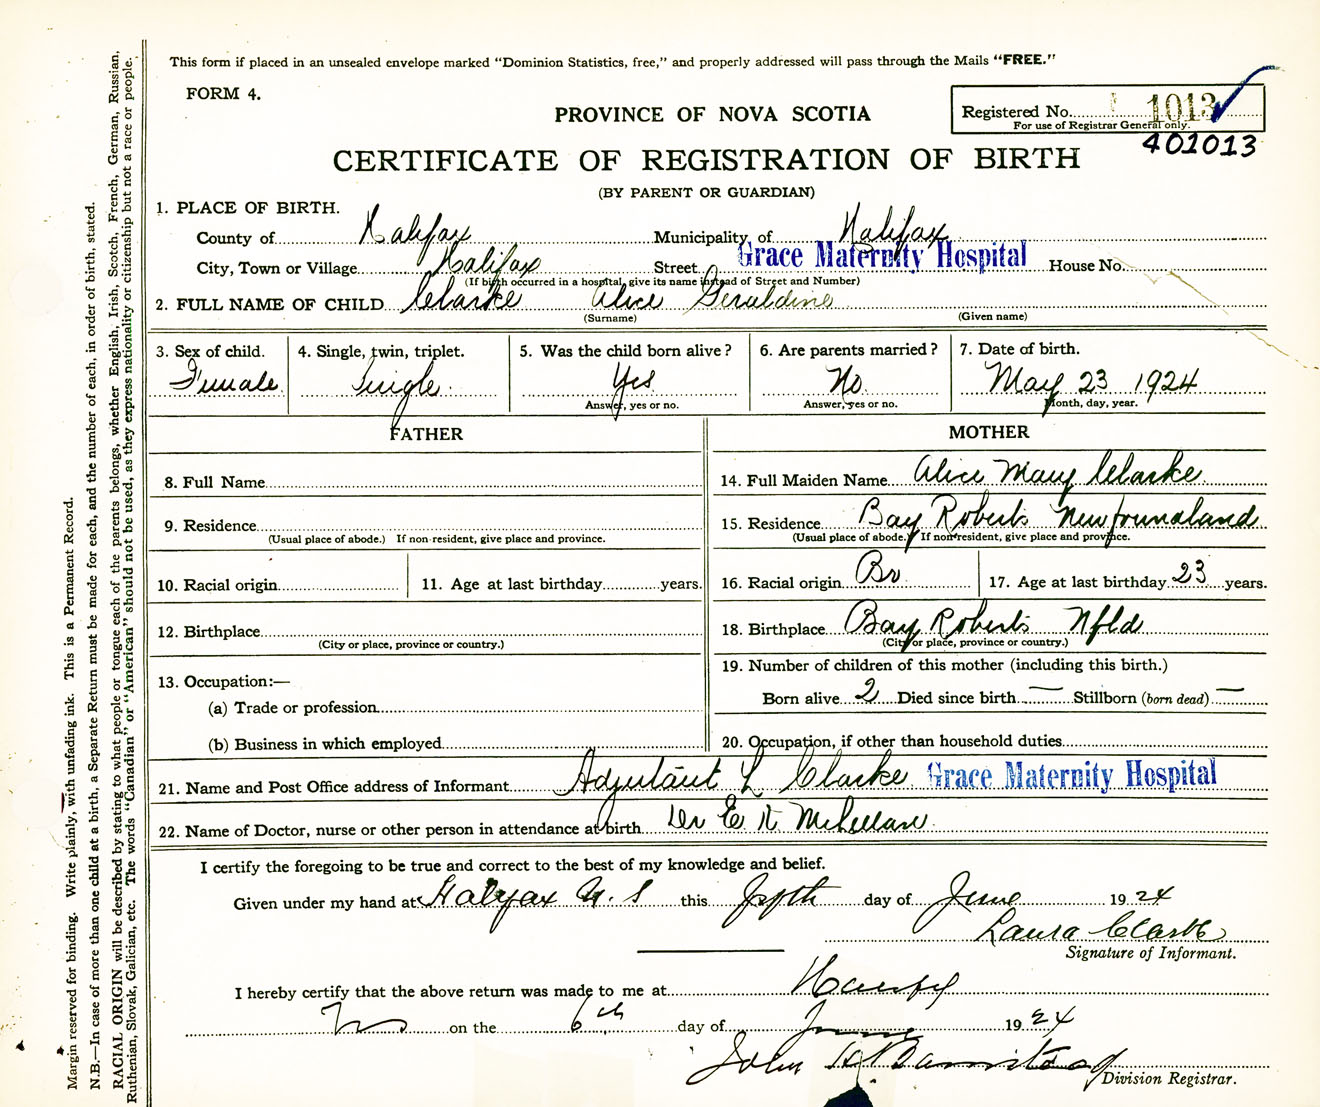 This form if placed in an unsealed envelope marked "Dominion Statistics, free," and properly addressed will pass through the Mails "FREE."
FORM 4.
PROVINCE OF NOVA SCOTIA
Registered No. 1013
For use of Registrar General only.
401013
CERTIFICATE OF REGISTRATION OF BIRTH
(BY PARENT OR GUARDIAN)
1. PLACE OF BIRTH.
County of Halifax Municipality of Halifax
City, Town or Village Halifax Street Grace Maternity Hospital House No.
(If birth occurred in a hospital, give its name instead of Street and Number)
2. FULL NAME OF CHILD Clarke Alice Geraldine
(Surname) (Given name)
3. Sex of child. 4. Single, twin, triplet. 5. Was the child born alive? 6. Are parents married? 7. Date of birth.
Female Single Yes No. May 23 1924
Answer, yes or no. Answer, yes or no. Month, day, year.
FATHER
8. Full Name
9. Residence
(Usual place of abode.) If non-resident, give place and province.
10. Racial origin 11. Age at last birthday years.
12. Birthplace
(City or place, province or country.)
13. Occupation:—
(a) Trade or profession
(b) Business in which employed
MOTHER
14. Full Maiden Name Alice Mary Clarke
15. Residence Bay Roberts Newfoundland
(Usual place of abode.) If non-resident, give place and province.
16. Racial origin Br 17. Age at last birthday 23 years.
18. Birthplace Bay Roberts Nfld
(City or place, province or country.)
19. Number of children of this mother (including this birth.)
Born alive 2 Died since birth — Stillborn (born dead) —
20. Occupation, if other than household duties
21. Name and Post Office address of Informant Adjutant L Clarke Grace Maternity Hospital
22. Name of Doctor, nurse or other person in attendance at birth Dr E K
I certify the foregoing to be true and correct to the best of my knowledge and belief.
Given under my hand at Halifax N. S this fifth day of June 1924
Laura Clarke
Signature of Informant.
I hereby certify that the above return was made to me at
NS on the 6th day of June 1924
John
Division Registrar.
Margin reserved for binding. Write plainly, with unfading ink. This is a Permanent Record.
N.B.—In case of more than one child at a birth, a Separate Return must be made for each, and the number of each, in order of birth, stated.
RACIAL ORIGIN will be described by stating to what people or tongue each of the parents belongs, whether English, Irish, Scotch, French, German, Russian,
Ruthenian, Slovak, Galician, etc. The words "Canadian" or "American" should not be used, as they express nationality or citizenship but not a race or people.